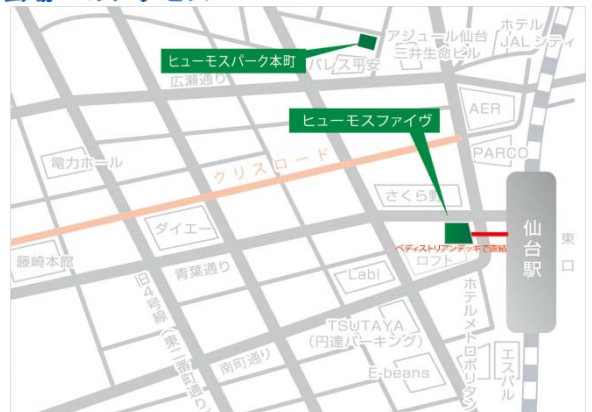 ホテル
JALシティ
アジュール仙台
三井生命ビル
ヒューモスパーク本町
パレス平安
広瀬通り
AER
ヒューモスファイヴ
PARCO
電力ホール
クリスロード
さくら野
仙台駅
東口
ダイエー
ペディストリアンデッキで直結
藤崎本館
青葉通り
ロフト
Labi
旧4号線(東二番町通り)
ホテルメトロポリタン
TSUTAYA
(円達パーキング)
南町通り
E-beans
エスパル